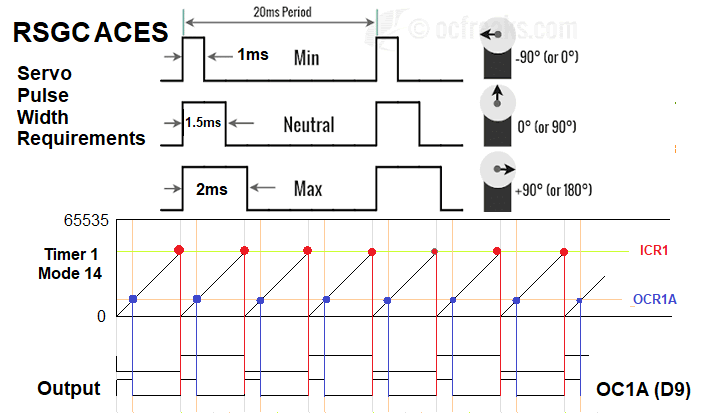 20ms Period
© ocfreaks.com
RSGC ACES
Servo
Pulse
Width
Requirements
1ms
Min
-90° (or 0°)
1.5ms
Neutral
0° (or 90°)
2ms
Max
+90° (or 180°)
65535
Timer 1
Mode 14
ICR1
OCR1A
0
Output
OC1A (D9)